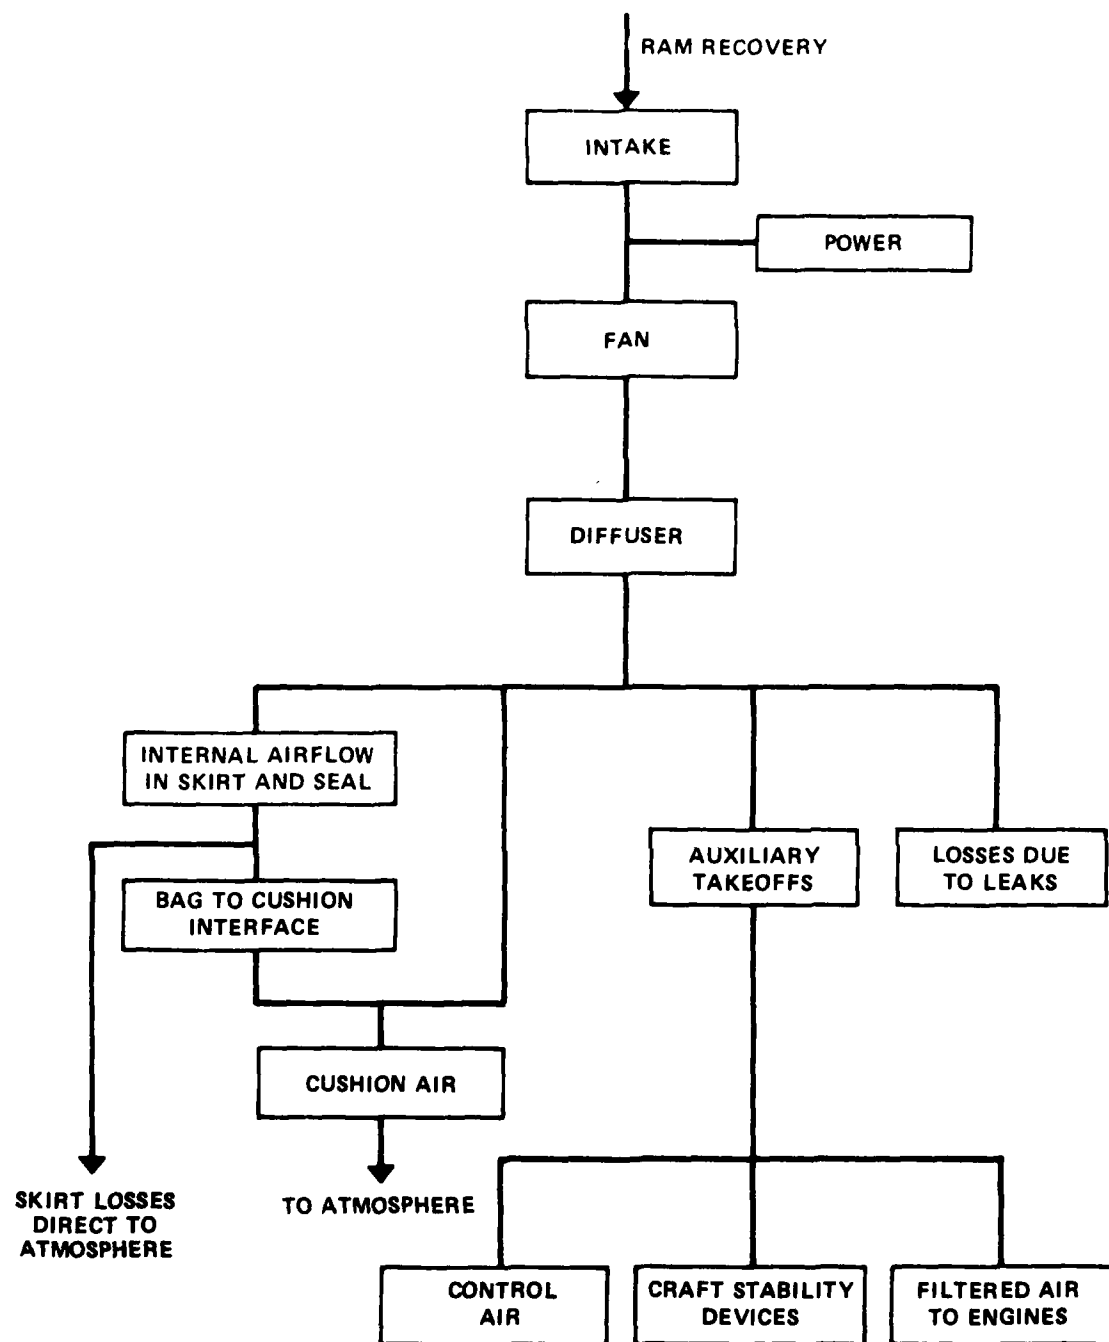 RAM RECOVERY
INTAKE
POWER
FAN
DIFFUSER
INTERNAL AIRFLOW
IN SKIRT AND SEAL
AUXILIARY
TAKEOFFS
LOSSES DUE
TO LEAKS
BAG TO CUSHION
INTERFACE
CUSHION AIR
SKIRT LOSSES
DIRECT TO
ATMOSPHERE
TO ATMOSPHERE
CONTROL
AIR
CRAFT STABILITY
DEVICES
FILTERED AIR
TO ENGINES